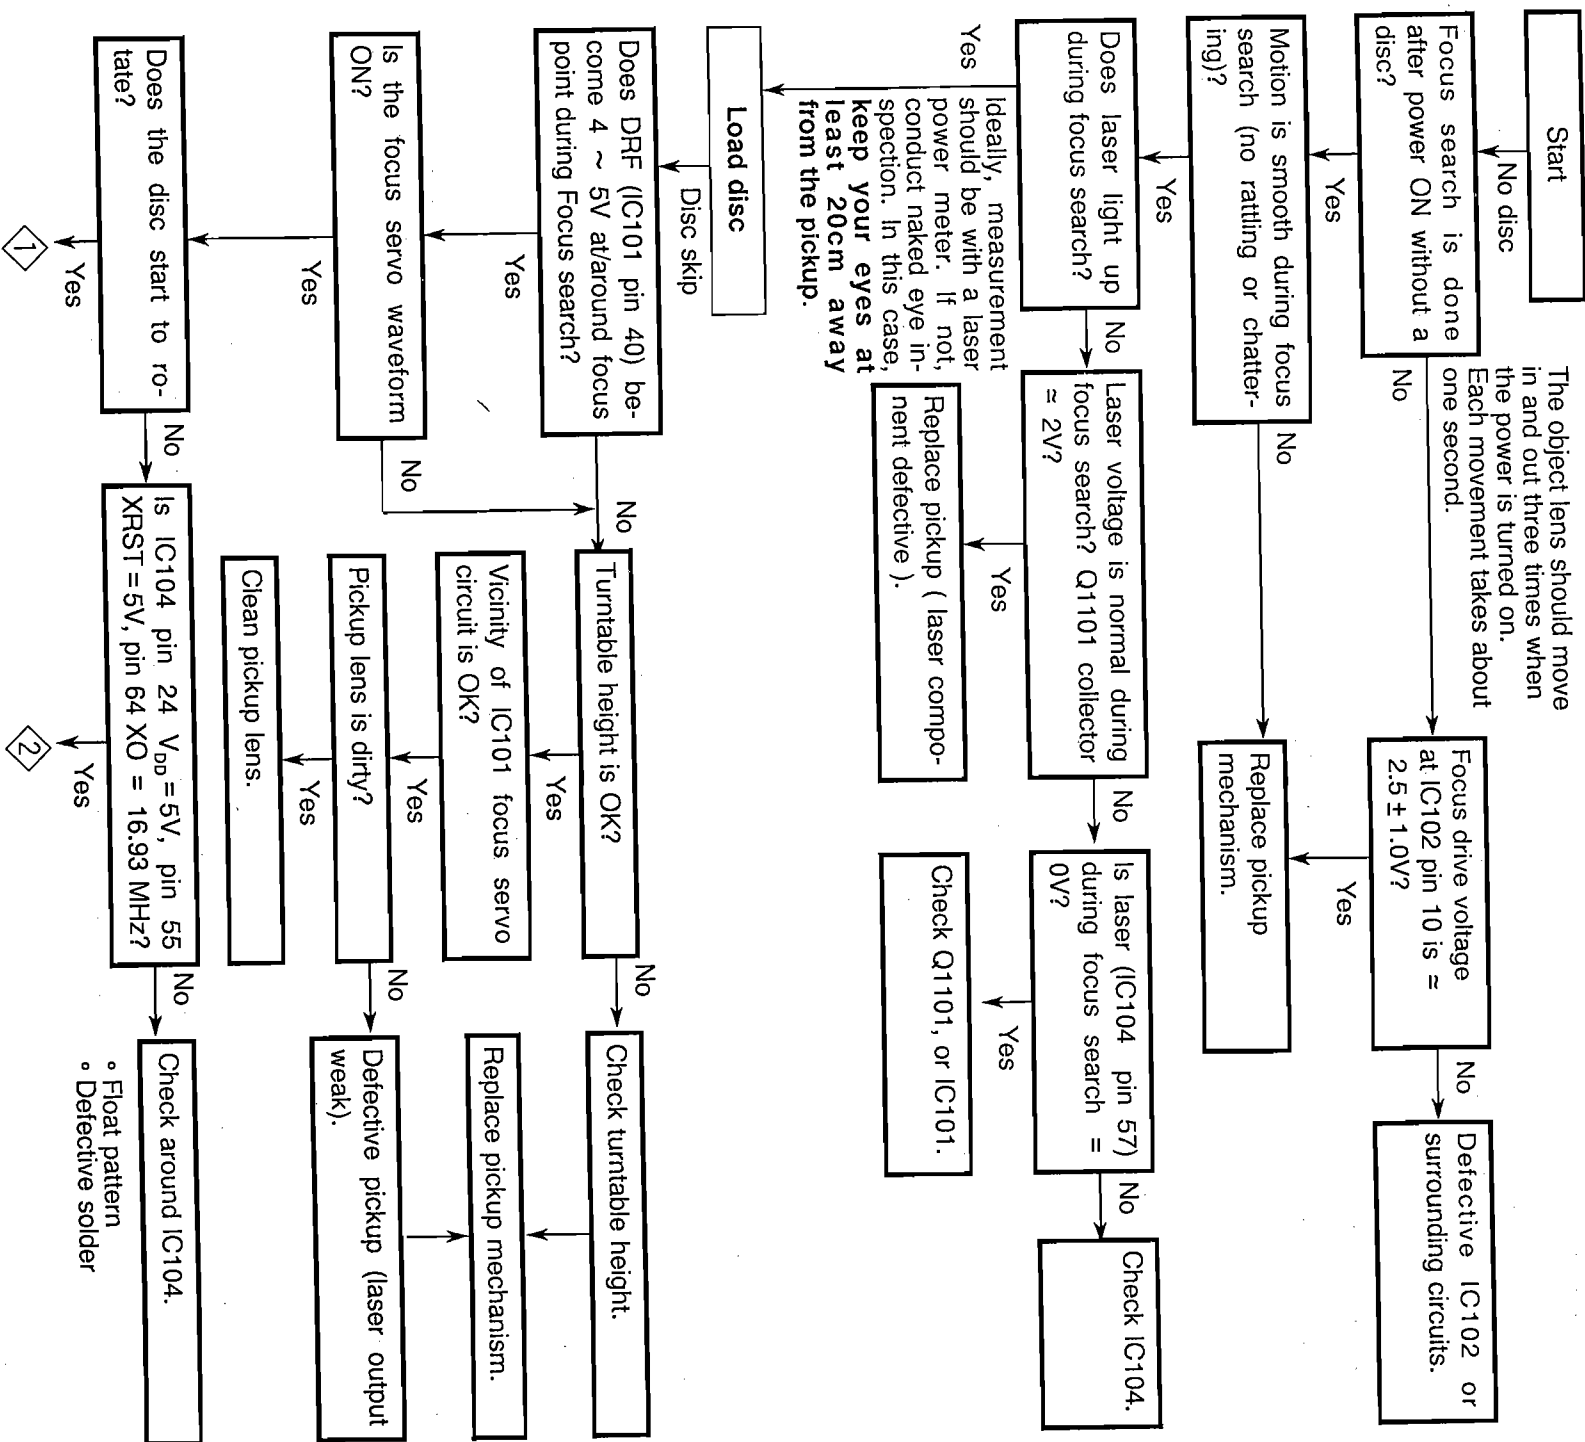 Start
No disc
Focus search is done
after power ON without a
disc?
No
The object lens should move
in and out three times when
the power is turned on.
Each movement takes about
one second.
Focus drive voltage
at IC102 pin 10 is ≃
2.5 ± 1.0V?
No
Defective IC102 or
surrounding circuits.
Yes
Yes
Motion is smooth during focus
search (no rattling or chatter-
ing)?
No
Replace pickup
mechanism.
Yes
Does laser light up
during focus search?
No
Laser voltage is normal during
focus search? Q1101 collector
≃ 2V?
No
Is laser (IC104 pin 57)
during focus search =
0V?
No
Check IC104.
Yes
Ideally, measurement
should be with a laser
power meter. If not,
conduct naked eye in-
spection. In this case,
keep your eyes at
least 20cm away
from the pickup.
Yes
Replace pickup ( laser compo-
nent defective ).
Yes
Check Q1101, or IC101.
Load disc
Disc skip
Does DRF (IC101 pin 40) be-
come 4 ~ 5V at/around focus
point during Focus search?
No
Turntable height is OK?
No
Check turntable height.
Yes
Yes
Is the focus servo waveform
ON?
No
Vicinity of IC101 focus servo
circuit is OK?
Replace pickup mechanism.
Yes
Yes
Pickup lens is dirty?
No
Defective pickup (laser output
weak).
Yes
Clean pickup lens.
Does the disc start to ro-
tate?
No
Is IC104 pin 24 VDD = 5V, pin 55
XRST = 5V, pin 64 XO = 16.93 MHz?
No
Check around IC104.
Float pattern
Defective solder
Yes
1
Yes
2